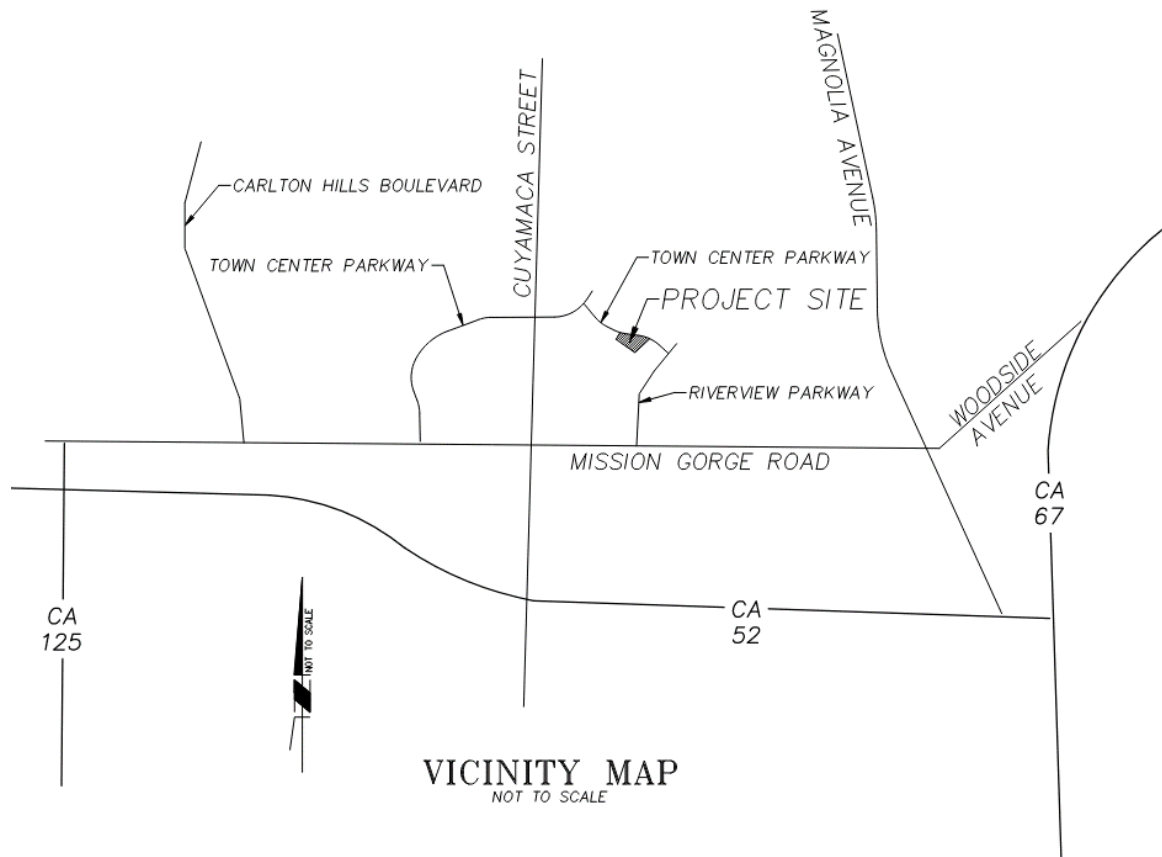 MAGNOLIA AVENUE
CUYAMACA STREET
CARLTON HILLS BOULEVARD
TOWN CENTER PARKWAY
TOWN CENTER PARKWAY
PROJECT SITE
WOODSIDE
AVENUE
RIVERVIEW PARKWAY
MISSION GORGE ROAD
CA
67
CA
125
CA
52
NOT TO SCALE
VICINITY MAP
NOT TO SCALE